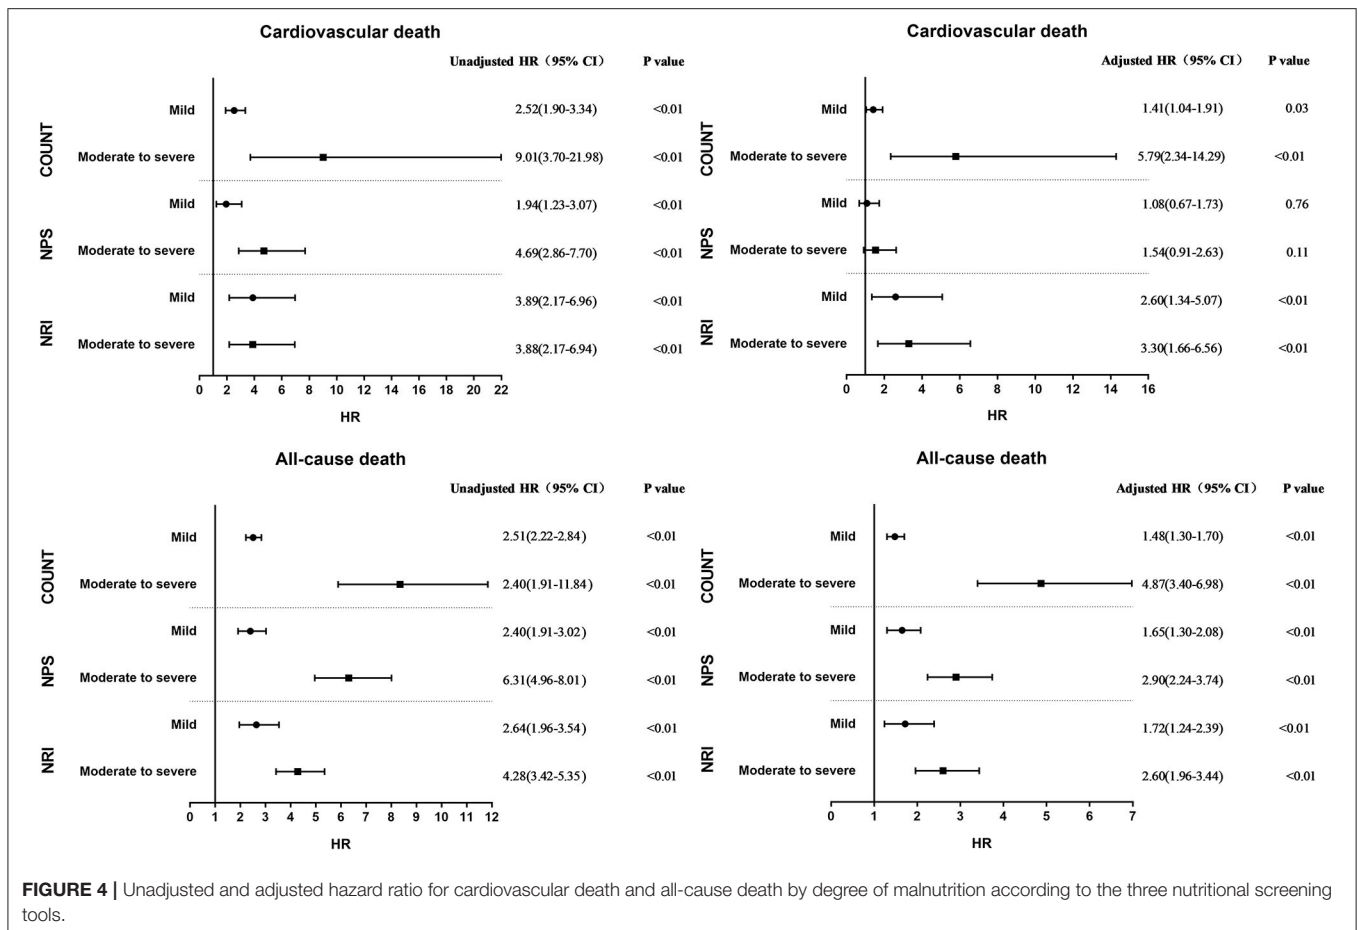 Cardiovascular death
Unadjusted HR（95% CI） P value
COUNT
Mild 2.52(1.90-3.34) <0.01
Moderate to severe 9.01(3.70-21.98) <0.01
NPS
Mild 1.94(1.23-3.07) <0.01
Moderate to severe 4.69(2.86-7.70) <0.01
NRI
Mild 3.89(2.17-6.96) <0.01
Moderate to severe 3.88(2.17-6.94) <0.01
0 2 4 6 8 10 12 14 16 18 20 22
HR
Cardiovascular death
Adjusted HR（95% CI） P value
COUNT
Mild 1.41(1.04-1.91) 0.03
Moderate to severe 5.79(2.34-14.29) <0.01
NPS
Mild 1.08(0.67-1.73) 0.76
Moderate to severe 1.54(0.91-2.63) 0.11
NRI
Mild 2.60(1.34-5.07) <0.01
Moderate to severe 3.30(1.66-6.56) <0.01
0 2 4 6 8 10 12 14 16
HR
All-cause death
Unadjusted HR（95% CI） P value
COUNT
Mild 2.51(2.22-2.84) <0.01
Moderate to severe 2.40(1.91-11.84) <0.01
NPS
Mild 2.40(1.91-3.02) <0.01
Moderate to severe 6.31(4.96-8.01) <0.01
NRI
Mild 2.64(1.96-3.54) <0.01
Moderate to severe 4.28(3.42-5.35) <0.01
0 1 2 3 4 5 6 7 8 9 10 11 12
HR
All-cause death
Adjusted HR（95% CI） P value
COUNT
Mild 1.48(1.30-1.70) <0.01
Moderate to severe 4.87(3.40-6.98) <0.01
NPS
Mild 1.65(1.30-2.08) <0.01
Moderate to severe 2.90(2.24-3.74) <0.01
NRI
Mild 1.72(1.24-2.39) <0.01
Moderate to severe 2.60(1.96-3.44) <0.01
0 1 2 3 4 5 6 7
HR
FIGURE 4 | Unadjusted and adjusted hazard ratio for cardiovascular death and all-cause death by degree of malnutrition according to the three nutritional screening
tools.